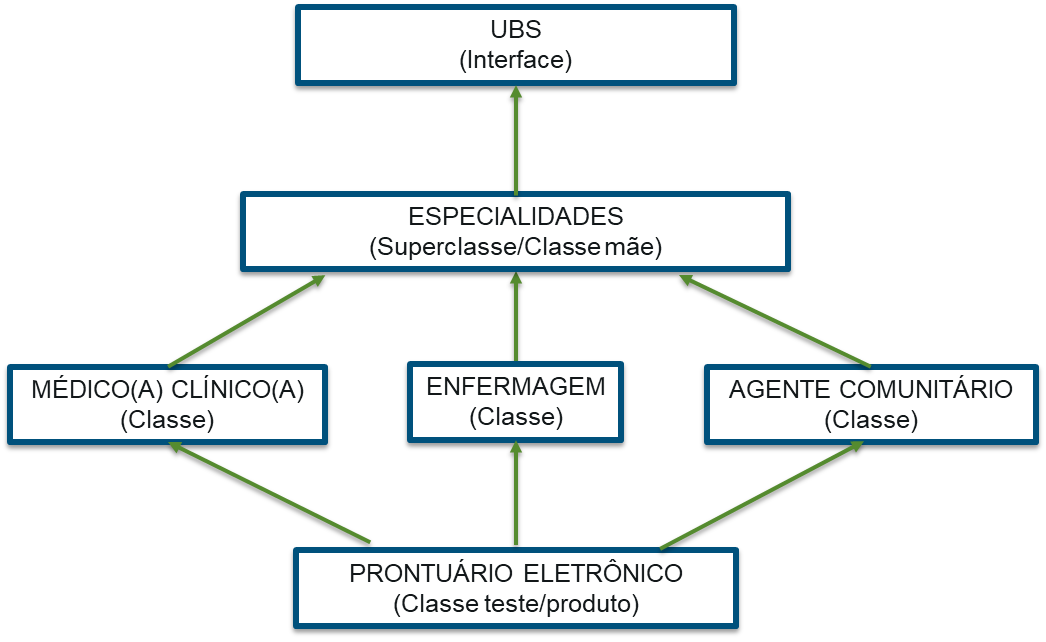 UBS
(Interface)
ESPECIALIDADES
(Superclasse/Classe mãe)
MÉDICO(A) CLÍNICO(A)
(Classe)
ENFERMAGEM
(Classe)
AGENTE COMUNITÁRIO
(Classe)
PRONTUÁRIO ELETRÔNICO
(Classe teste/produto)